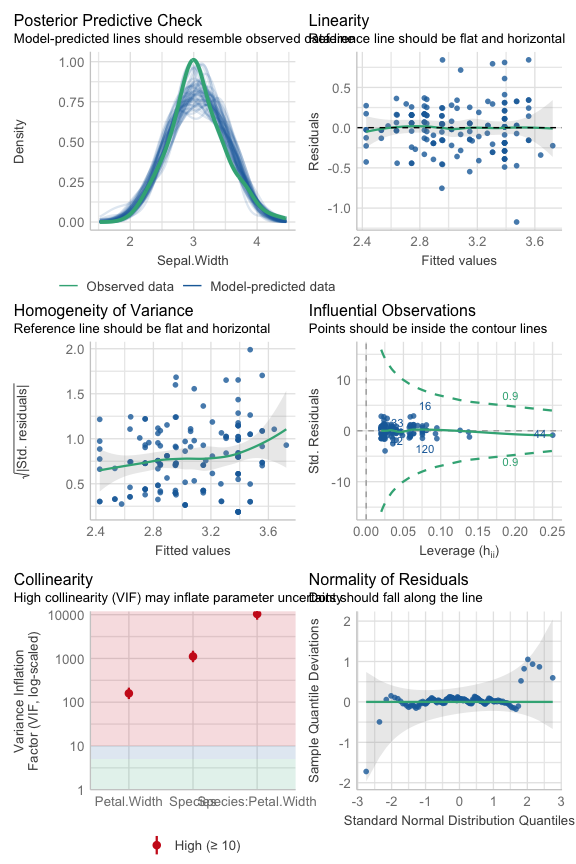 Posterior Predictive Check
Model-predicted lines should resemble observed data line
1.00
0.75
0.50
0.25
0.00
Density
2
3
4
Sepal.Width
Observed data
Model-predicted data
Linearity
Reference line should be flat and horizontal
0.5
0.0
-0.5
-1.0
Residuals
2.4
2.8
3.2
3.6
Fitted values
Homogeneity of Variance
Reference line should be flat and horizontal
2.0
1.5
1.0
0.5
√|Std. residuals|
2.4
2.8
3.2
3.6
Fitted values
Influential Observations
Points should be inside the contour lines
10
0
-10
Std. Residuals
0.9
16
33
44
120
0.9
0.00
0.05
0.10
0.15
0.20
0.25
Leverage (hii)
Collinearity
High collinearity (VIF) may inflate parameter uncertainty
10000
1000
100
10
1
Variance Inflation
Factor (VIF, log-scaled)
Petal.Width
Species
Species:Petal.Width
High (≥ 10)
Normality of Residuals
Dots should fall along the line
2
1
0
-1
-2
Sample Quantile Deviations
-3
-2
-1
0
1
2
3
Standard Normal Distribution Quantiles